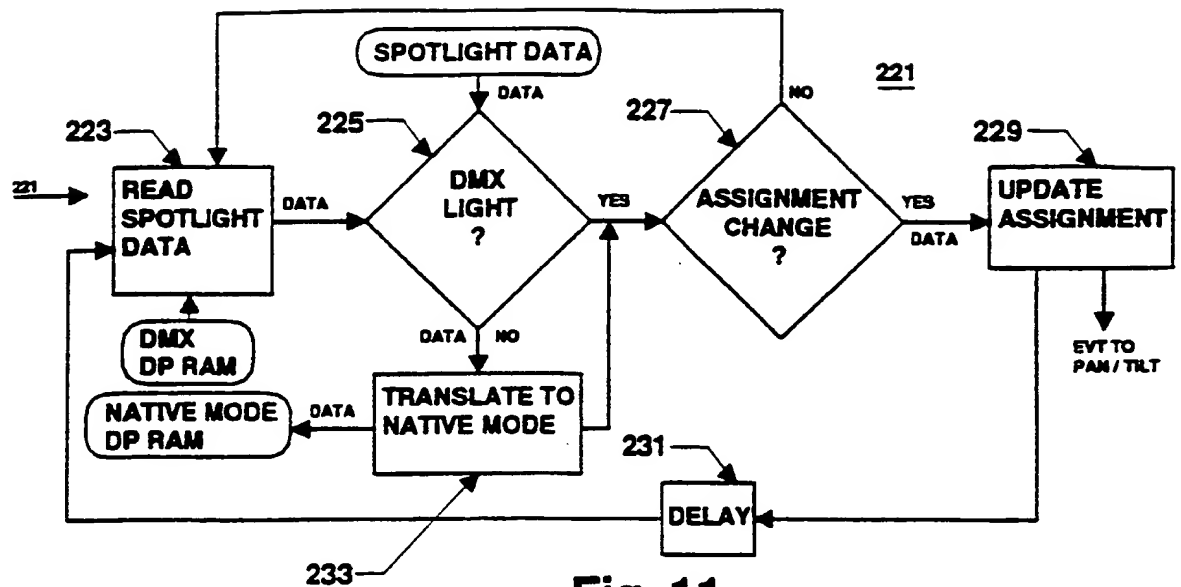 SPOTLIGHT DATA
DATA
NO
221
223
225
227
229
221
READ
SPOTLIGHT
DATA
DATA
DMX
LIGHT
?
YES
ASSIGNMENT
CHANGE
?
YES
DATA
UPDATE
ASSIGNMENT
DMX
DP RAM
DATA
NO
EVT TO
PAN / TILT
NATIVE MODE
DP RAM
DATA
TRANSLATE TO
NATIVE MODE
231
DELAY
233
Fig. 11